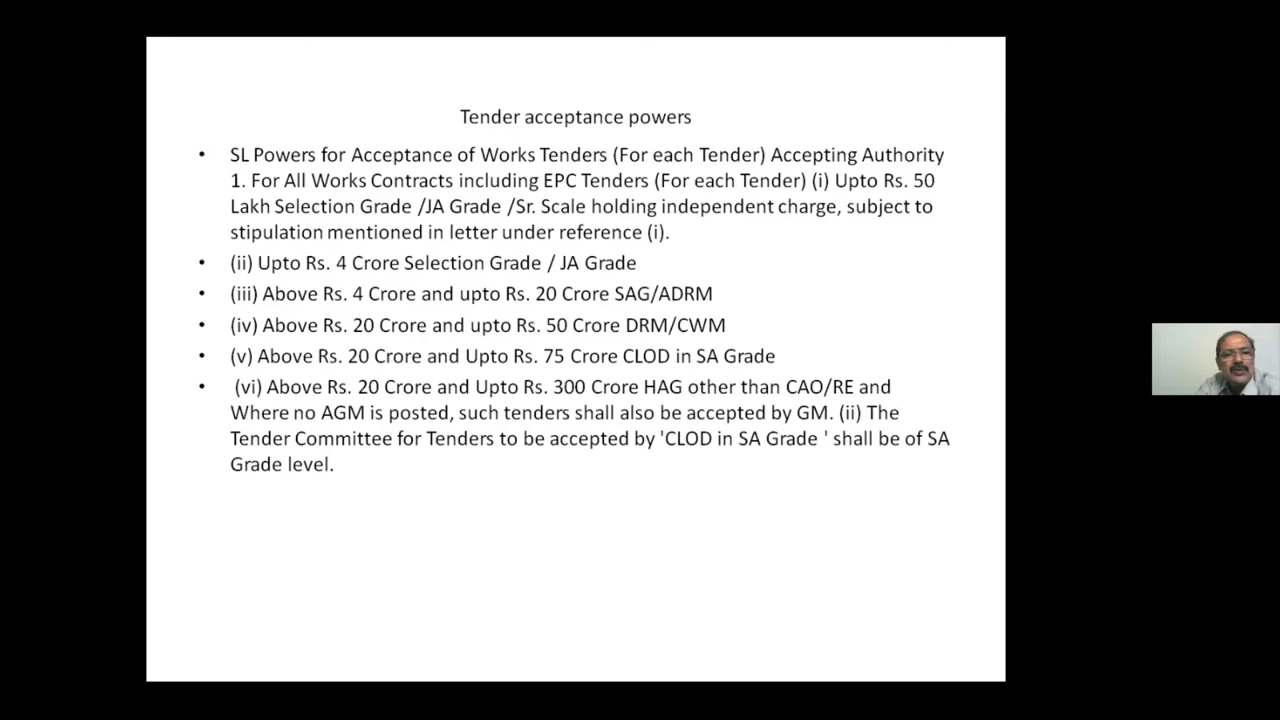 Tender acceptance powers
• SL Powers for Acceptance of Works Tenders (For each Tender) Accepting Authority
1. For All Works Contracts including EPC Tenders (For each Tender) (i) Upto Rs. 50
Lakh Selection Grade /JA Grade /Sr. Scale holding independent charge, subject to
stipulation mentioned in letter under reference (i).
• (ii) Upto Rs. 4 Crore Selection Grade / JA Grade
• (iii) Above Rs. 4 Crore and upto Rs. 20 Crore SAG/ADRM
• (iv) Above Rs. 20 Crore and upto Rs. 50 Crore DRM/CWM
• (v) Above Rs. 20 Crore and Upto Rs. 75 Crore CLOD in SA Grade
• (vi) Above Rs. 20 Crore and Upto Rs. 300 Crore HAG other than CAO/RE and
Where no AGM is posted, such tenders shall also be accepted by GM. (ii) The
Tender Committee for Tenders to be accepted by 'CLOD in SA Grade ' shall be of SA
Grade level.